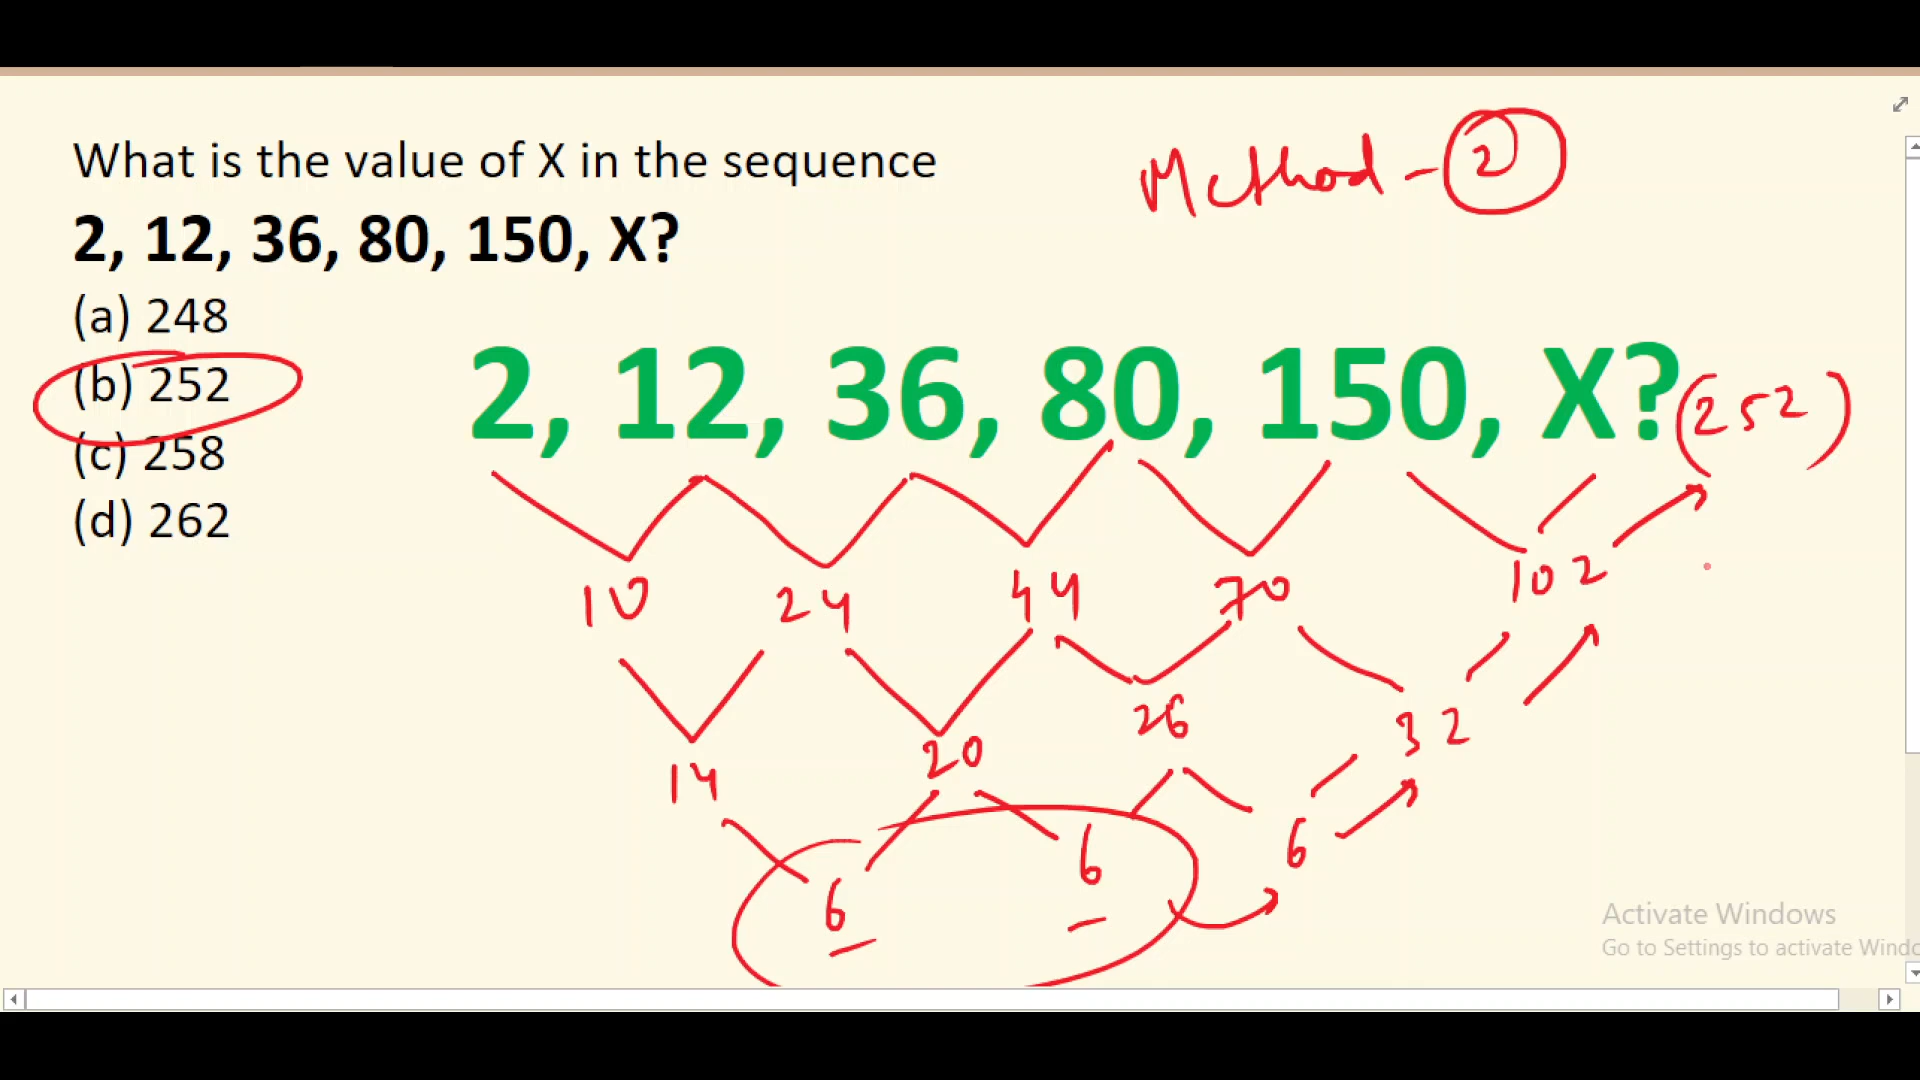 What is the value of X in the sequence
2, 12, 36, 80, 150, X?
(a) 248
(b) 252
(c) 258
(d) 262
Method - 2
2, 12, 36, 80, 150, X? (252)
10 24 44 70 102
14 20 26 32
6 6 6
Activate Windows
Go to Settings to activate Windo